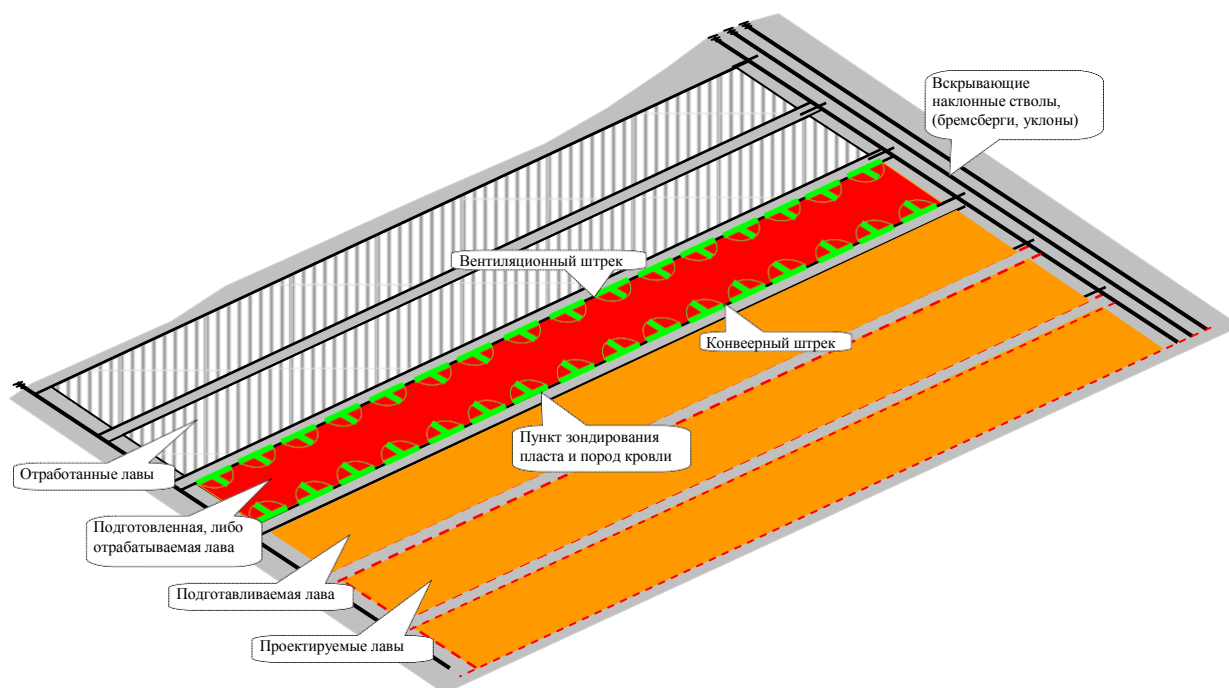 Вскрывающие
наклонные стволы,
(бремсберги, уклоны)
Вентиляционный штрек
Конвеерный штрек
Пункт зондирования
пласта и пород кровли
Отработанные лавы
Подготовленная, либо
отрабатываемая лава
Подготавливаемая лава
Проектируемые лавы